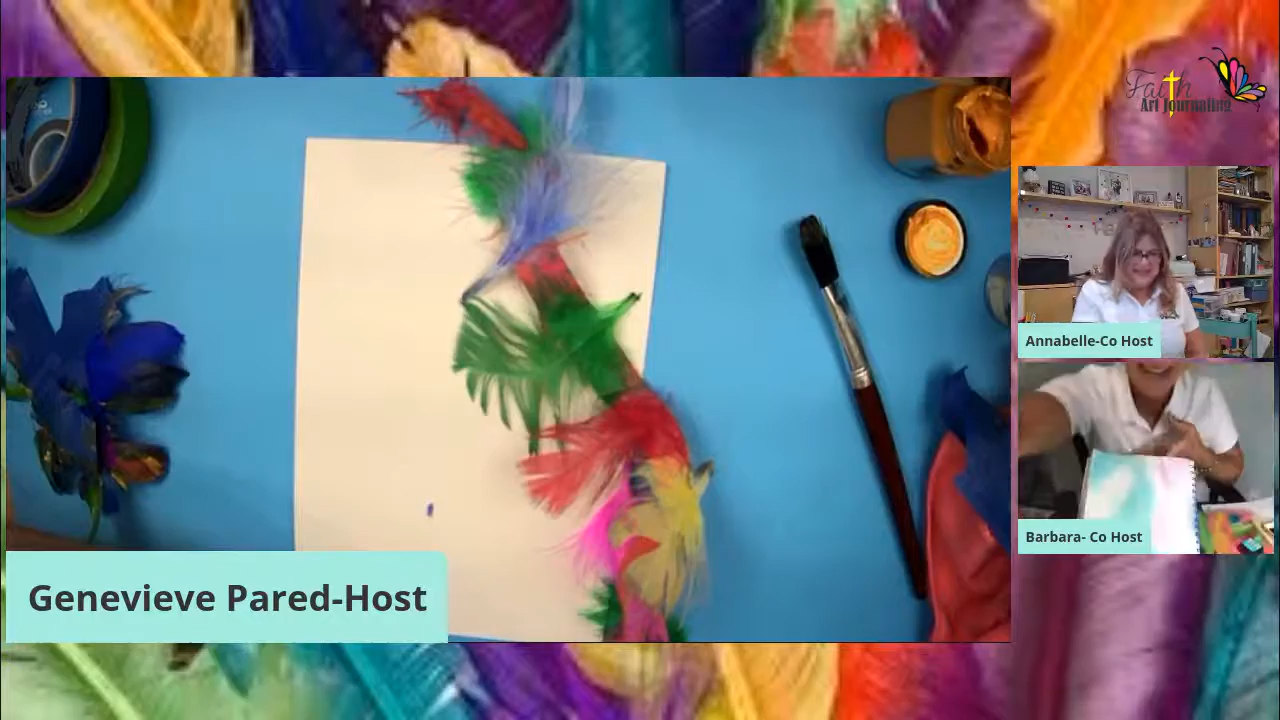 Faith
Art Journaling
Annabelle-Co Host
Barbara- Co Host
Genevieve Pared-Host